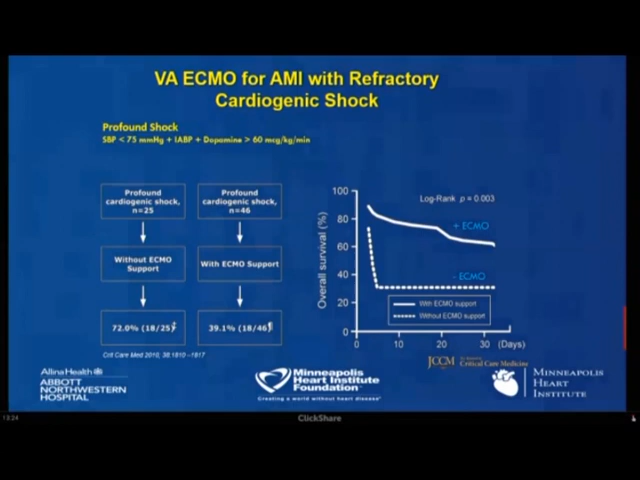 VA ECMO for AMI with Refractory
Cardiogenic Shock
Profound Shock
SBP < 75 mmHg + IABP + Dopamine > 60 mcg/kg/min
Profound
cardiogenic shock,
n=25
Profound
cardiogenic shock,
n=46
Without ECMO
Support
With ECMO Support
72.0% (18/25)
39.1% (18/46)
Crit Care Med 2010; 38:1810-1817
Overall survival (%)
100
80
60
40
20
0
Log-Rank p = 0.003
+ ECMO
- ECMO
With ECMO support
Without ECMO support
0 10 20 30 (Days)
JCCM
Critical Care Medicine
Allina Health
ABBOTT
NORTHWESTERN
HOSPITAL
Minneapolis
Heart Institute
Foundation
Creating a world without heart disease
MINNEAPOLIS
HEART
INSTITUTE
13:24
ClickShare